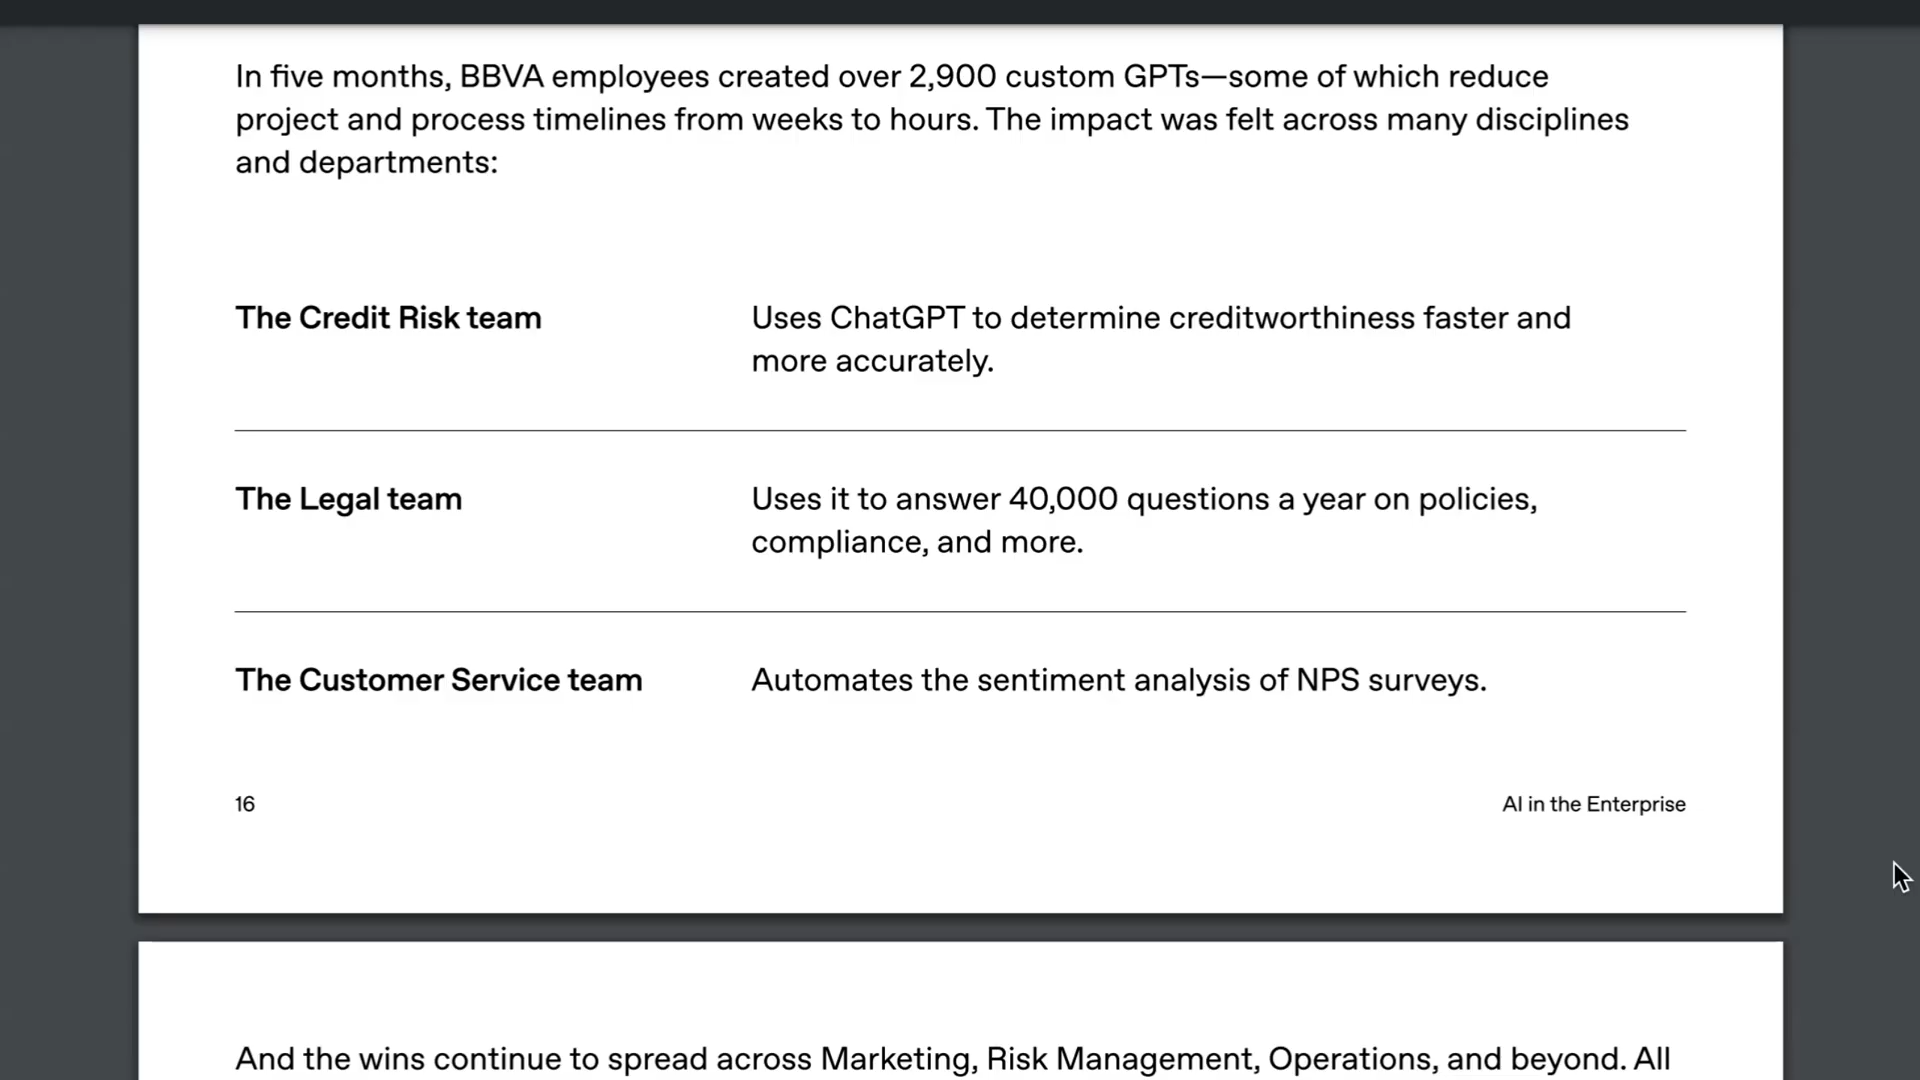 In five months, BBVA employees created over 2,900 custom GPTs—some of which reduce
project and process timelines from weeks to hours. The impact was felt across many disciplines
and departments:
The Credit Risk team
Uses ChatGPT to determine creditworthiness faster and
more accurately.
The Legal team
Uses it to answer 40,000 questions a year on policies,
compliance, and more.
The Customer Service team
Automates the sentiment analysis of NPS surveys.
16
AI in the Enterprise
And the wins continue to spread across Marketing, Risk Management, Operations, and beyond. All